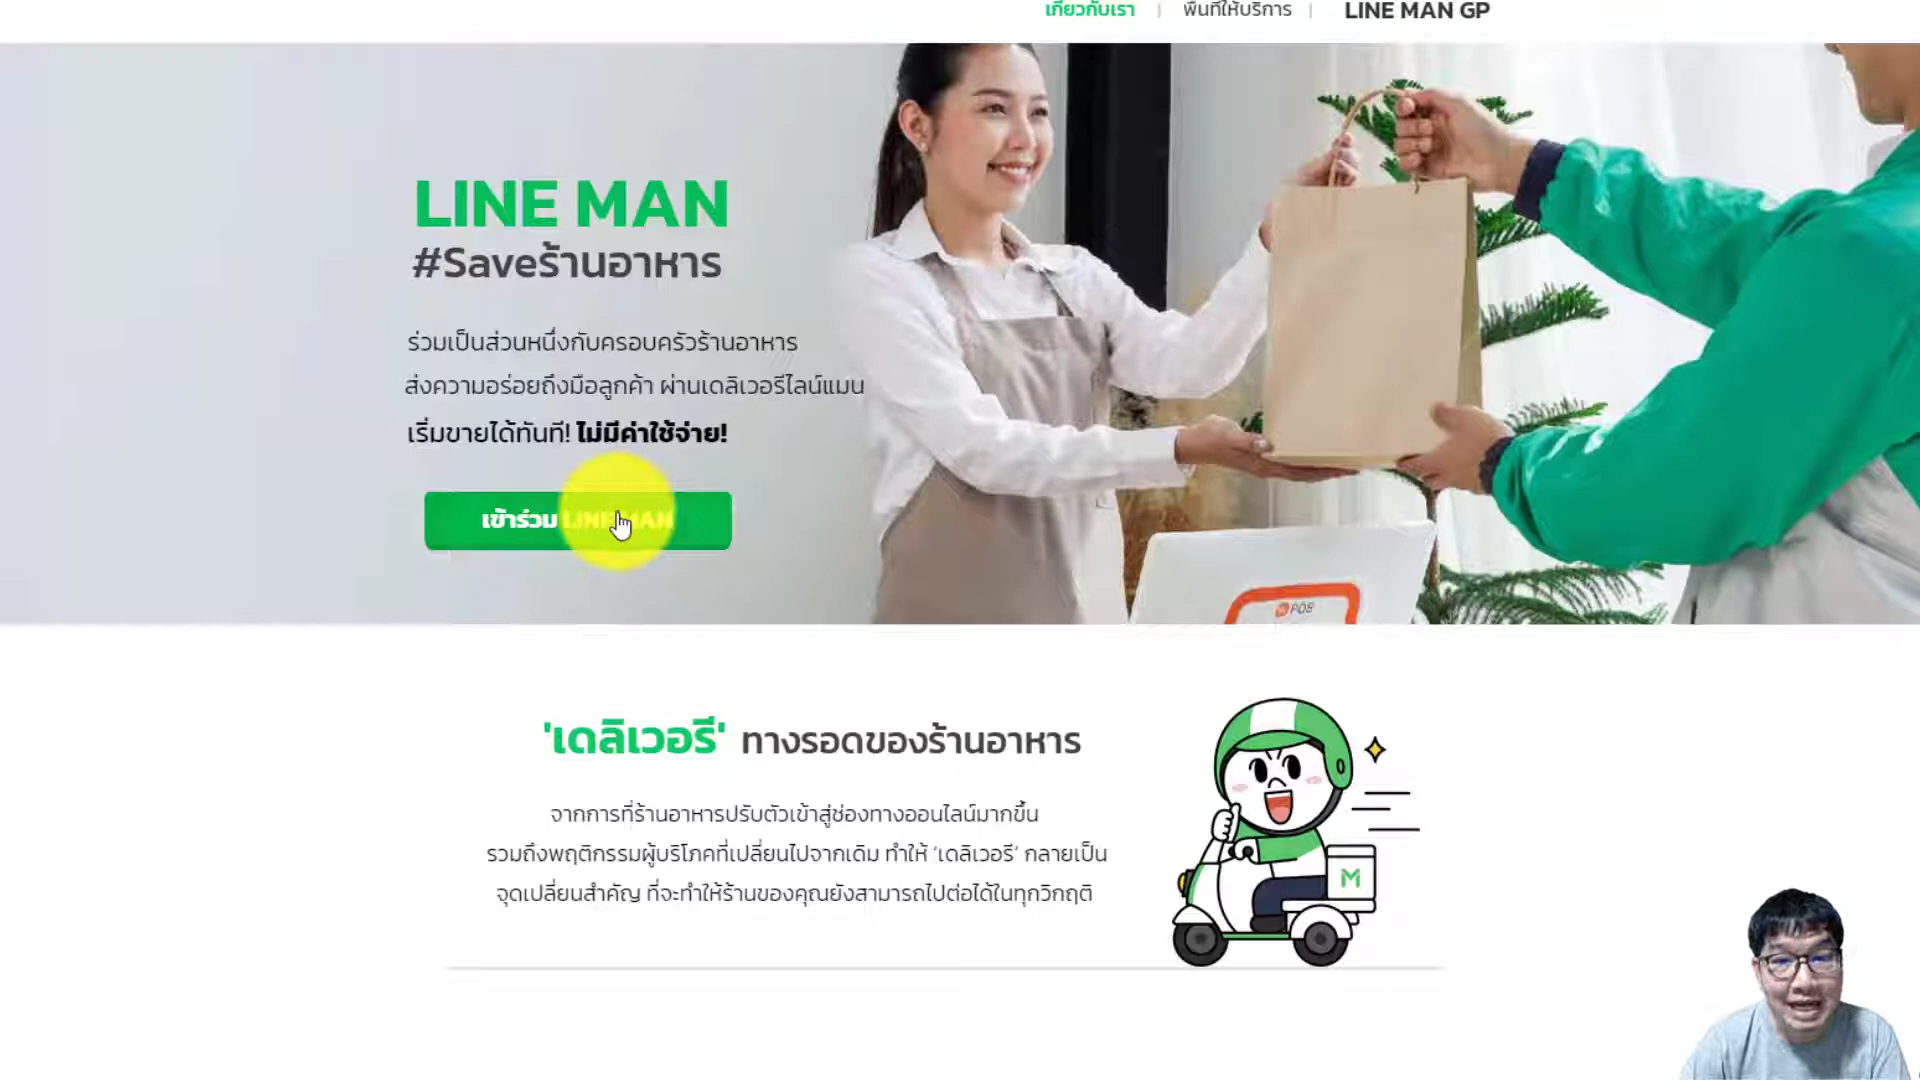 เกี่ยวกับเรา | พื้นที่ให้บริการ | LINE MAN GP
LINE MAN
#Saveร้านอาหาร
ร่วมเป็นส่วนหนึ่งกับครอบครัวร้านอาหาร
ส่งความอร่อยถึงมือลูกค้า ผ่านเดลิเวอรีไลน์แมน
เริ่มขายได้ทันที! ไม่มีค่าใช้จ่าย!
เข้าร่วม LINE MAN
POS
'เดลิเวอรี' ทางรอดของร้านอาหาร
จากการที่ร้านอาหารปรับตัวเข้าสู่ช่องทางออนไลน์มากขึ้น
รวมถึงพฤติกรรมผู้บริโภคที่เปลี่ยนไปจากเดิม ทำให้ ‘เดลิเวอรี’ กลายเป็น
จุดเปลี่ยนสำคัญ ที่จะทำให้ร้านของคุณยังสามารถไปต่อได้ในทุกวิกฤติ
M